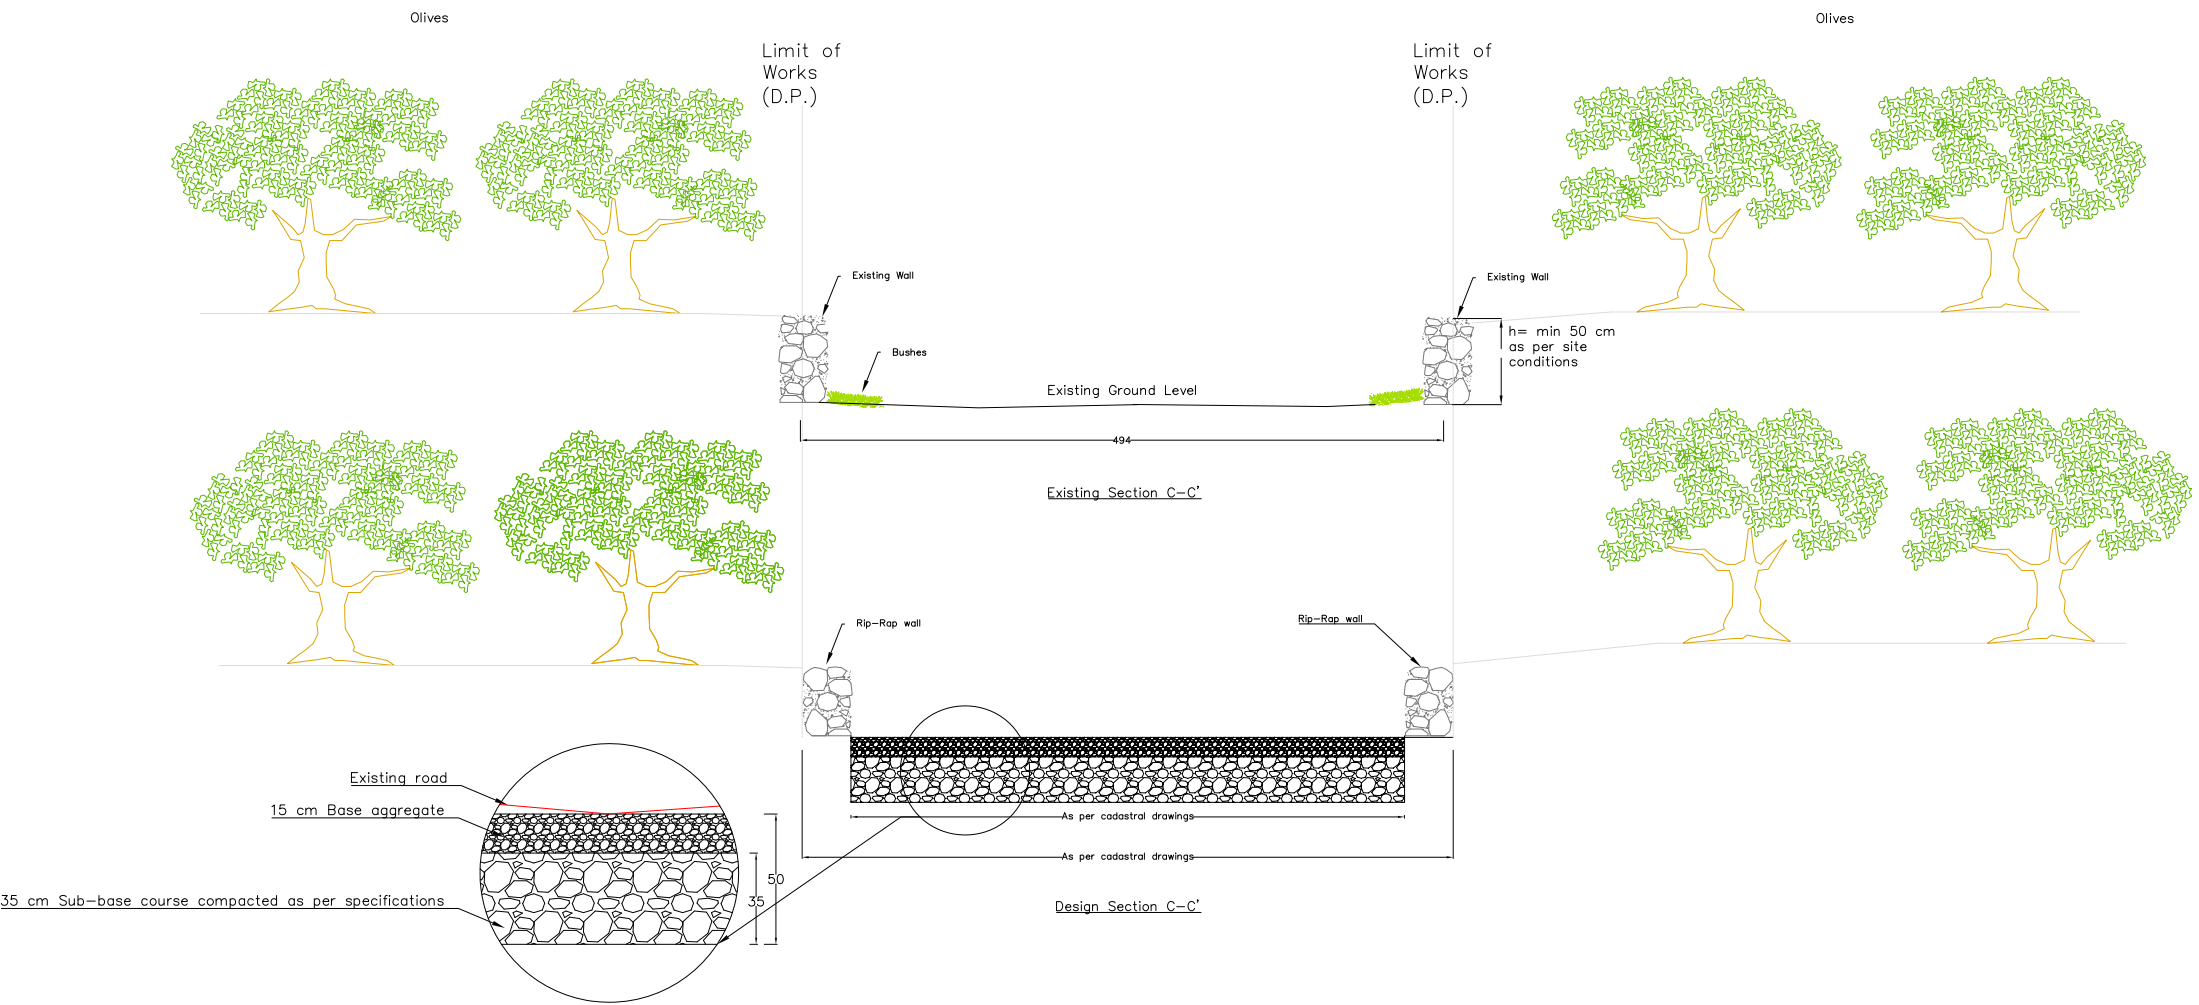 Olives
Olives
Limit of
Works
(D.P.)
Limit of
Works
(D.P.)
Existing Wall
Existing Wall
h= min 50 cm
as per site
conditions
Bushes
Existing Ground Level
494
Existing Section C-C'
Rip-Rap wall
Rip-Rap wall
Existing road
15 cm Base aggregate
35 cm Sub-base course compacted as per specifications
50
35
As per cadastral drawings
As per cadastral drawings
Design Section C-C'